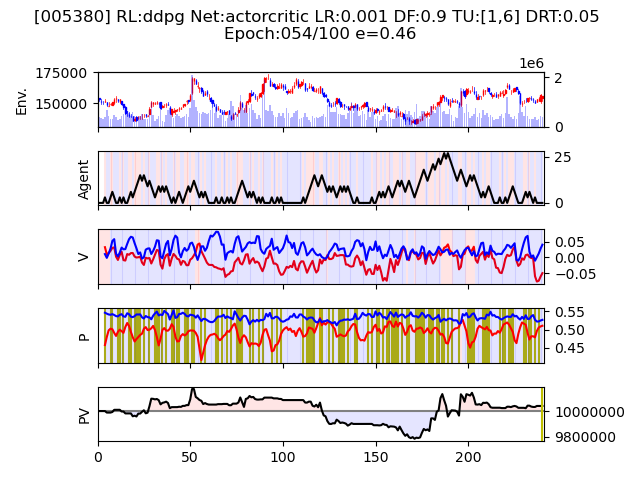 [005380] RL:ddpg Net:actorcritic LR:0.001 DF:0.9 TU:[1,6] DRT:0.05
Epoch:054/100 e=0.46
1e6
175000
150000
2
0
Env.
25
0
Agent
0.05
0.00
−0.05
V
0.55
0.50
0.45
P
10000000
9800000
PV
0 50 100 150 200